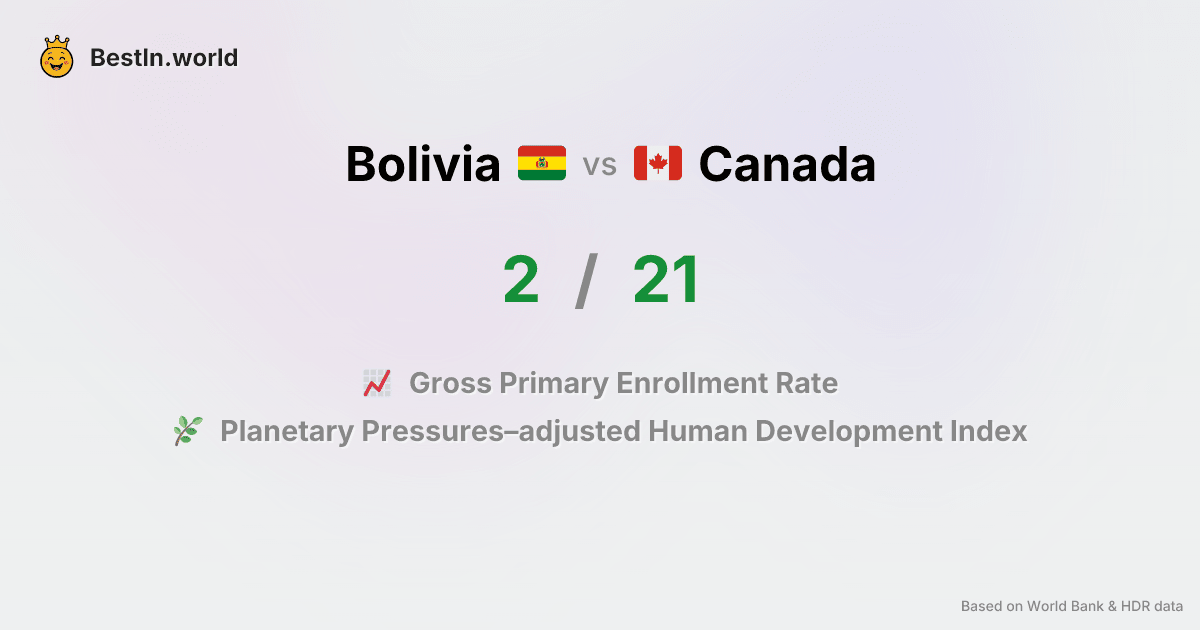 BestIn.world
Bolivia vs Canada
2 / 21
Gross Primary Enrollment Rate
Planetary Pressures–adjusted Human Development Index
Based on World Bank & HDR data